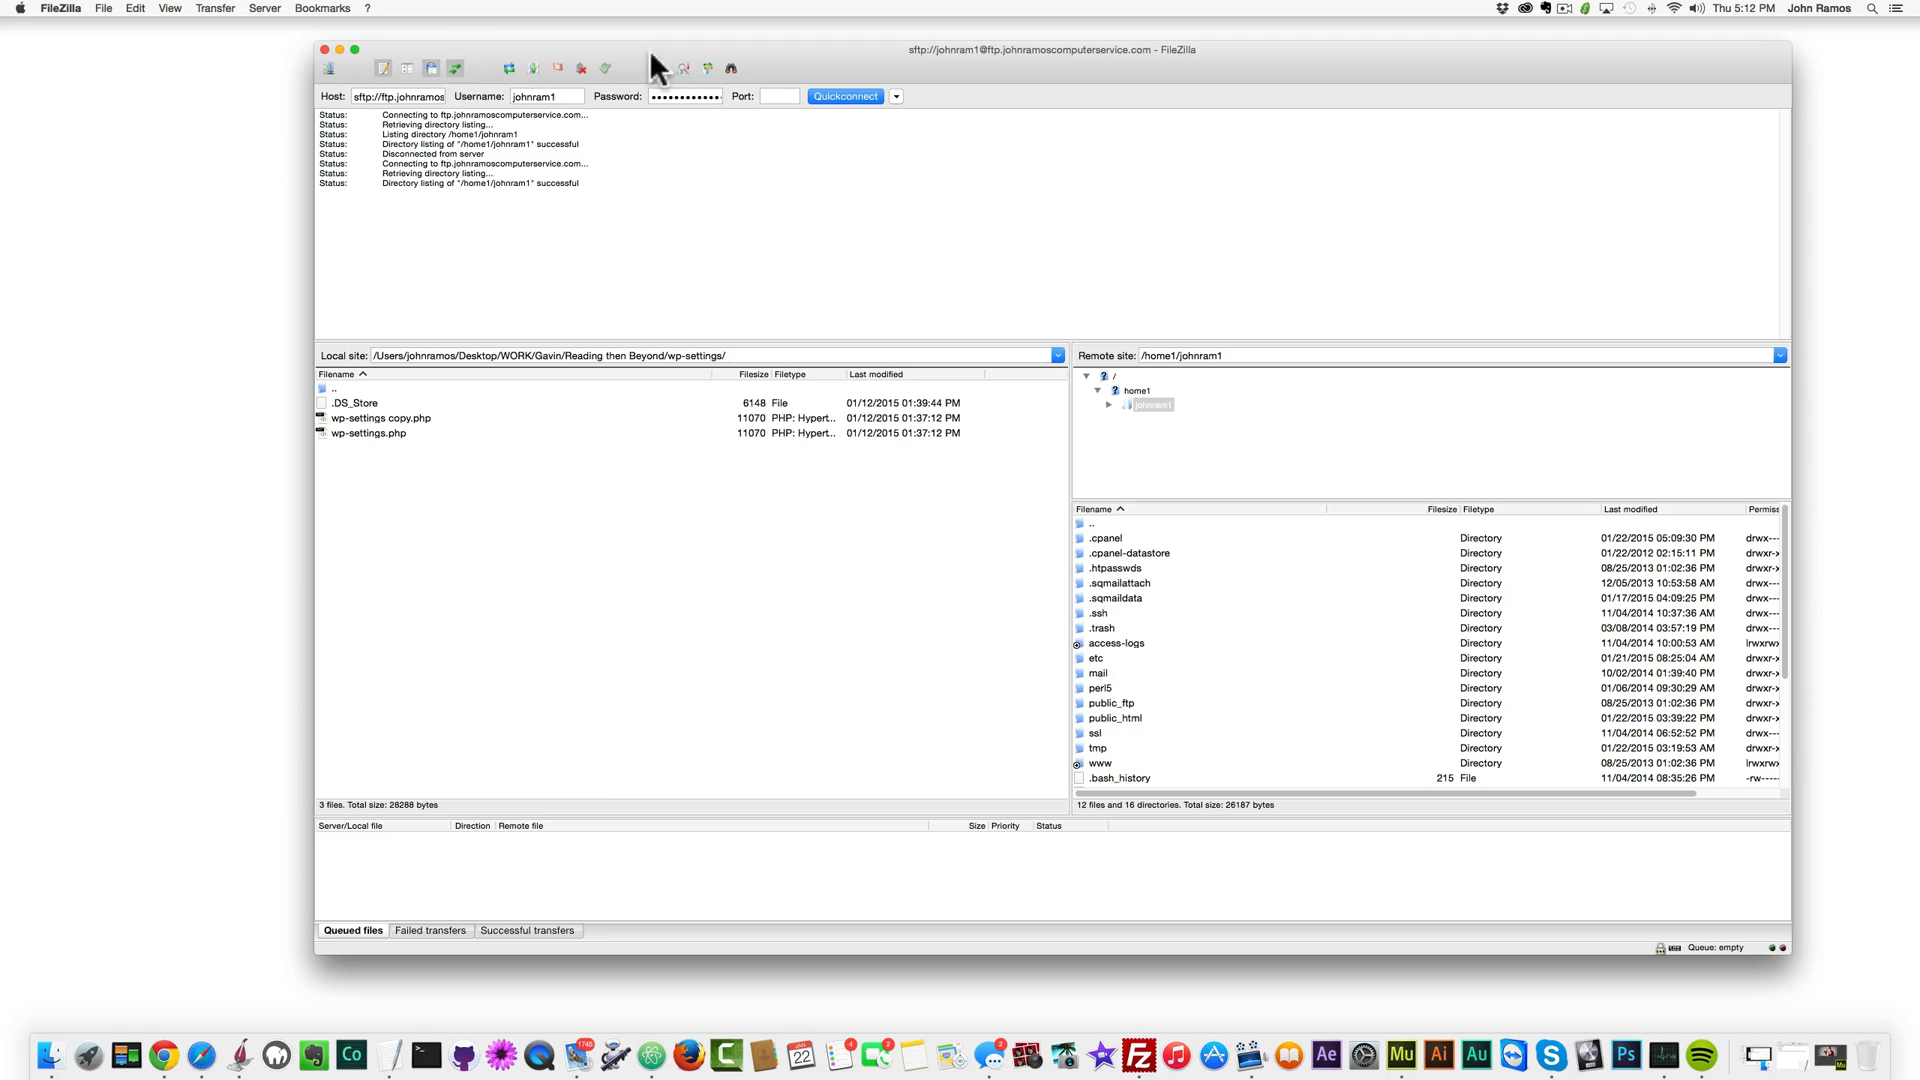 FileZilla File Edit View Transfer Server Bookmarks ? Thu 5:12 PM John Ramos
sftp://johnram1@ftp.johnramoscomputerservice.com - FileZilla
Host: sftp://ftp.johnramos Username: johnram1 Password: •••••••••••• Port: Quickconnect
Status: Connecting to ftp.johnramoscomputerservice.com...
Status: Retrieving directory listing...
Status: Listing directory /home1/johnram1
Status: Directory listing of "/home1/johnram1" successful
Status: Disconnected from server
Status: Connecting to ftp.johnramoscomputerservice.com...
Status: Retrieving directory listing...
Status: Directory listing of "/home1/johnram1" successful
Local site: /Users/johnramos/Desktop/WORK/Gavin/Reading then Beyond/wp-settings/
Filename Filesize Filetype Last modified
..
.DS_Store 6148 File 01/12/2015 01:39:44 PM
wp-settings copy.php 11070 PHP: Hypert... 01/12/2015 01:37:12 PM
wp-settings.php 11070 PHP: Hypert... 01/12/2015 01:37:12 PM
3 files. Total size: 28288 bytes
Remote site: /home1/johnram1
/
home1
johnram1
Filename Filesize Filetype Last modified Permiss
..
.cpanel Directory 01/22/2015 05:09:30 PM drwx---
.cpanel-datastore Directory 01/22/2012 02:15:11 PM drwxr-x
.htpasswds Directory 08/25/2013 01:02:36 PM drwxr-x
.sqmailattach Directory 12/05/2013 10:53:58 AM drwx---
.sqmaildata Directory 01/17/2015 04:09:25 PM drwx---
.ssh Directory 11/04/2014 10:37:36 AM drwx---
.trash Directory 03/08/2014 03:57:19 PM drwx---
access-logs Directory 11/04/2014 10:00:53 AM lrwxrwx
etc Directory 01/21/2015 08:25:04 AM drwxr-x
mail Directory 10/02/2014 01:39:40 PM drwxr-x
perl5 Directory 01/06/2014 09:30:29 AM drwxr-x
public_ftp Directory 08/25/2013 01:02:36 PM drwxr-x
public_html Directory 01/22/2015 03:39:22 PM drwxr-x
ssl Directory 11/04/2014 06:52:52 PM drwx---
tmp Directory 01/22/2015 03:19:53 AM drwxr-x
www Directory 08/25/2013 01:02:36 PM lrwxrwx
.bash_history 215 File 11/04/2014 08:35:26 PM -rw-----
12 files and 16 directories. Total size: 26187 bytes
Server/Local file Direction Remote file Size Priority Status
Queued files Failed transfers Successful transfers
Queue: empty
Co 1745 JAN 22 4 2 2 Fz Ae Mu Ai Au S Ps